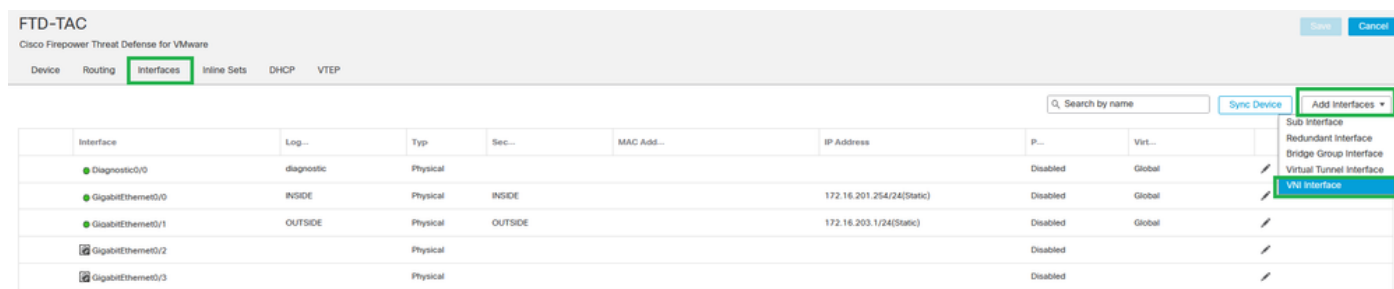 FTD-TAC
Save Cancel
Cisco Firepower Threat Defense for VMware
Device Routing Interfaces Inline Sets DHCP VTEP
Search by name Sync Device Add Interfaces
Sub Interface
Redundant Interface
Bridge Group Interface
Virtual Tunnel Interface
VNI Interface
Interface Log... Typ Sec... MAC Add... IP Address P... Virt...
Diagnostic0/0 diagnostic Physical Disabled Global
GigabitEthernet0/0 INSIDE Physical INSIDE 172.16.201.254/24(Static) Disabled Global
GigabitEthernet0/1 OUTSIDE Physical OUTSIDE 172.16.203.1/24(Static) Disabled Global
GigabitEthernet0/2 Physical Disabled
GigabitEthernet0/3 Physical Disabled